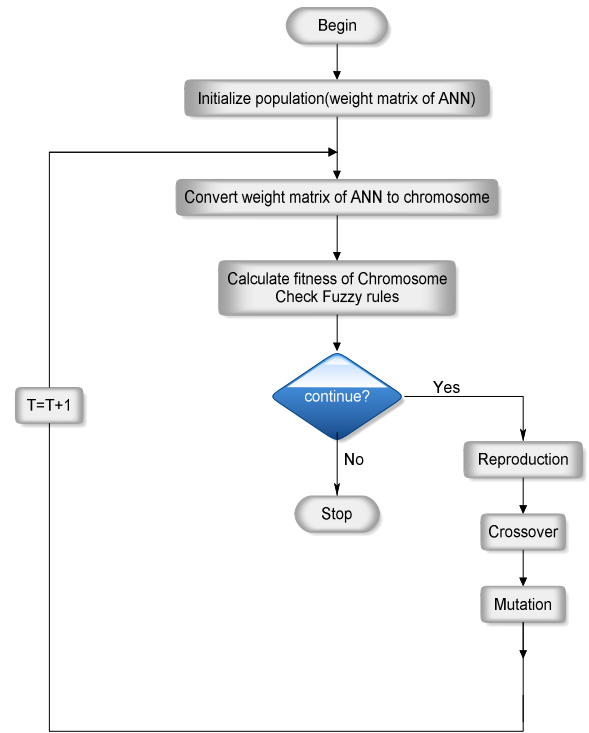 Begin
Initialize population(weight matrix of ANN)
Convert weight matrix of ANN to chromosome
Calculate fitness of Chromosome
Check Fuzzy rules
continue?
Yes
No
T=T+1
Reproduction
Stop
Crossover
Mutation